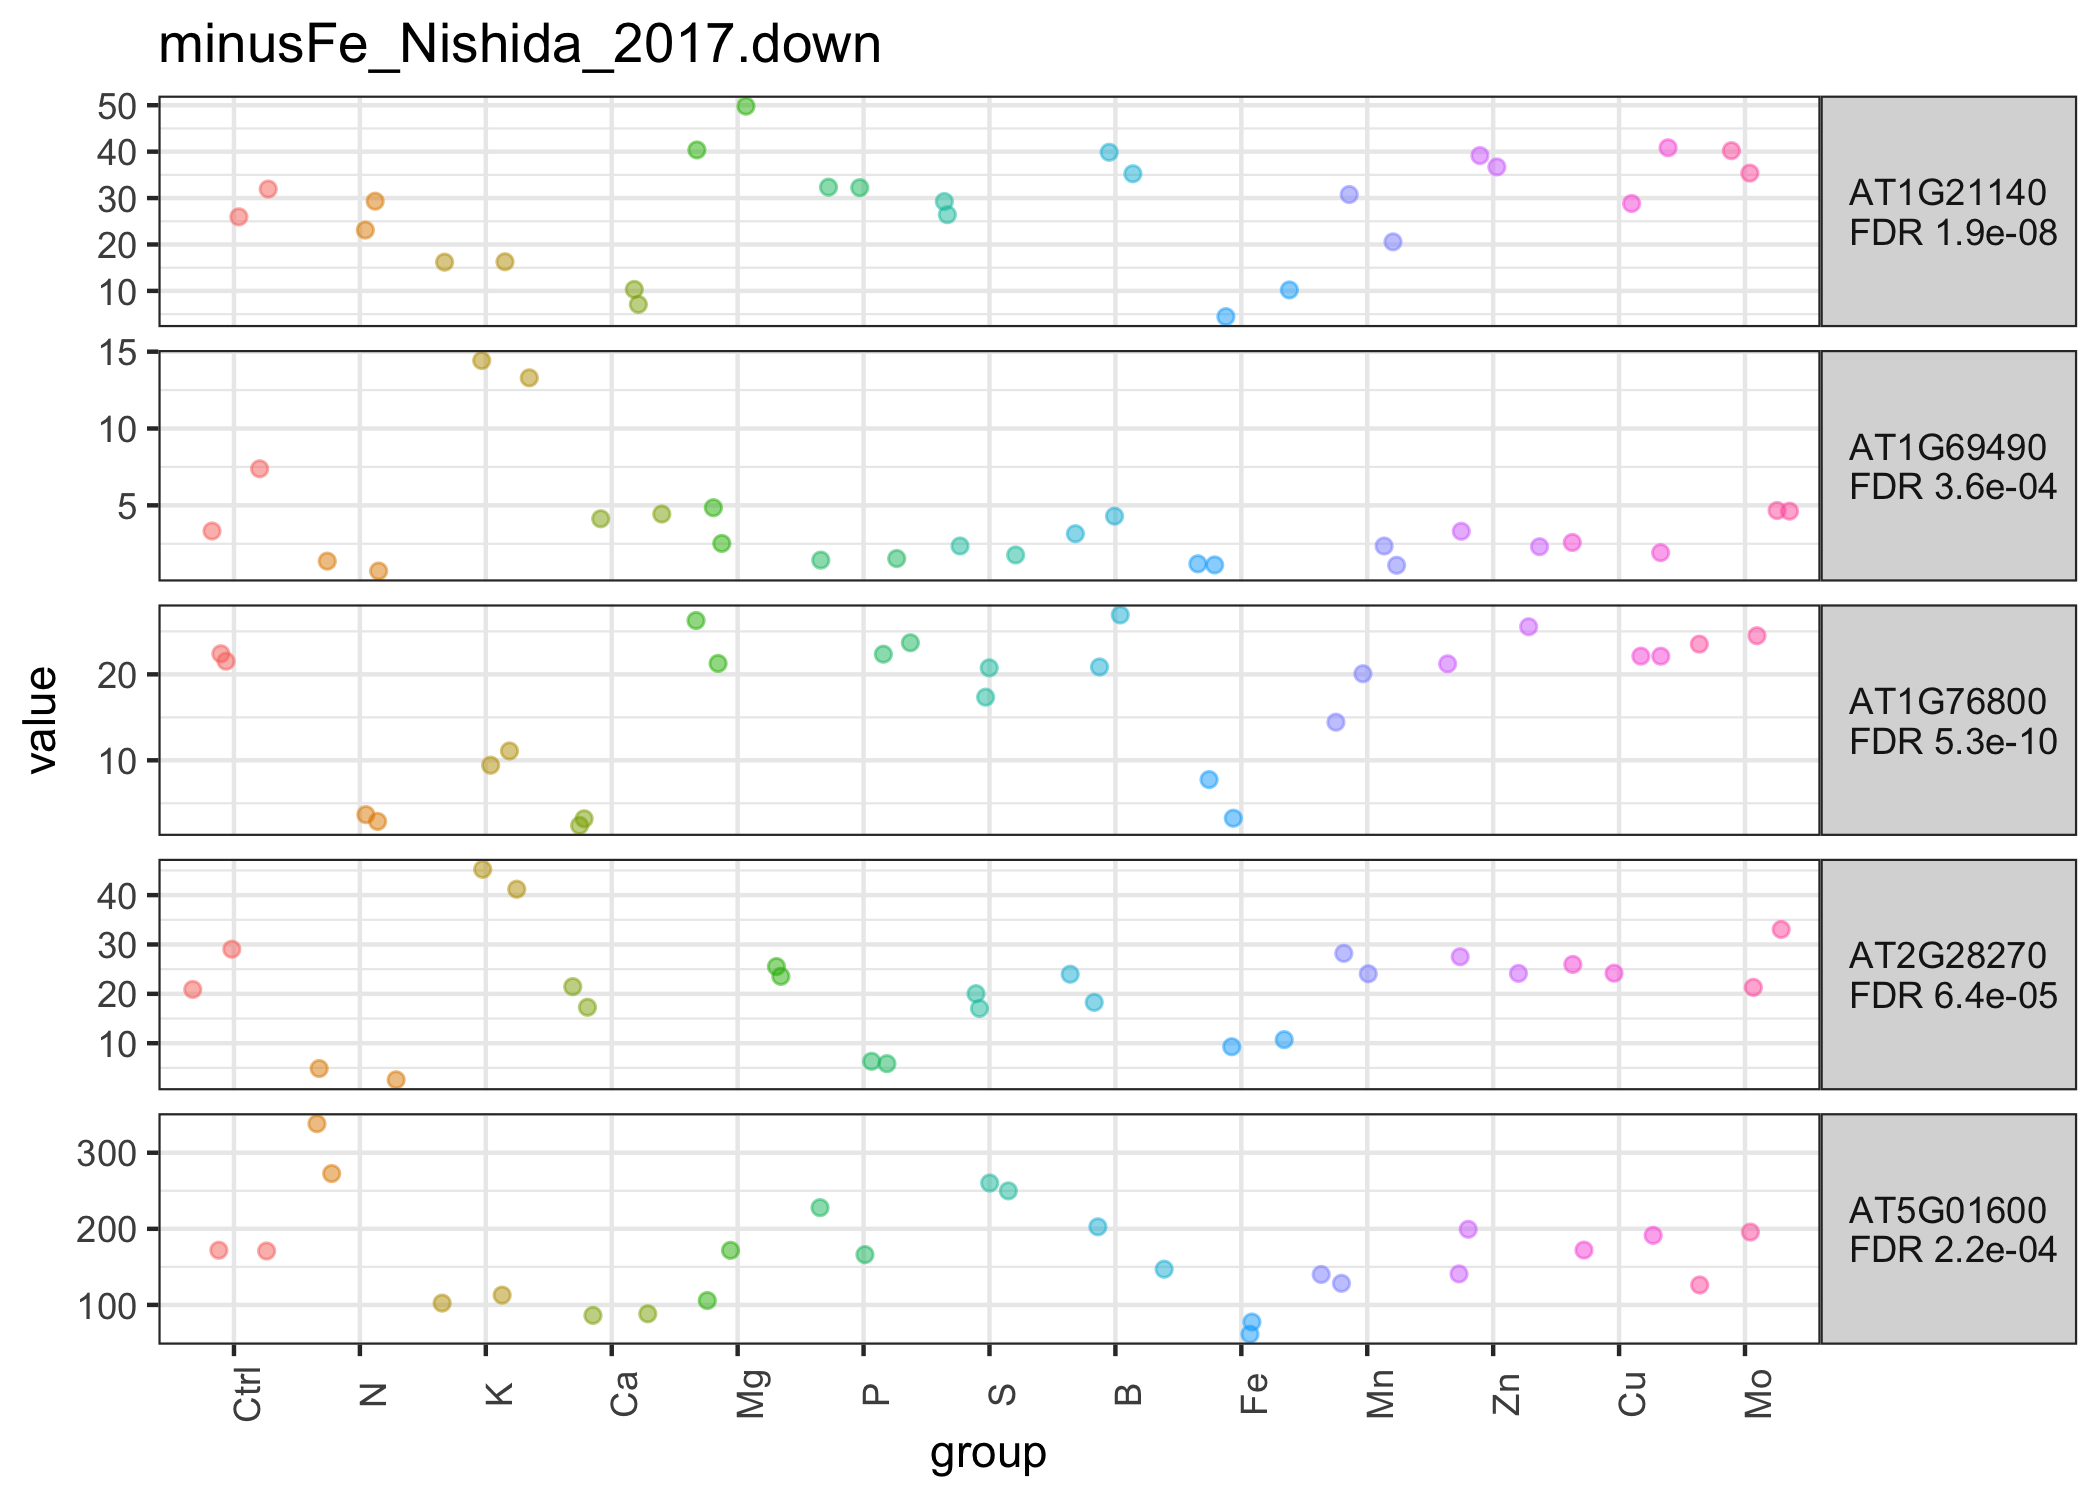 minusFe_Nishida_2017.down
50
40
30
20
10
AT1G21140
FDR 1.9e-08
15
10
5
AT1G69490
FDR 3.6e-04
20
10
AT1G76800
FDR 5.3e-10
40
30
20
10
AT2G28270
FDR 6.4e-05
300
200
100
AT5G01600
FDR 2.2e-04
value
Ctrl
N
K
Ca
Mg
P
S
B
Fe
Mn
Zn
Cu
Mo
group